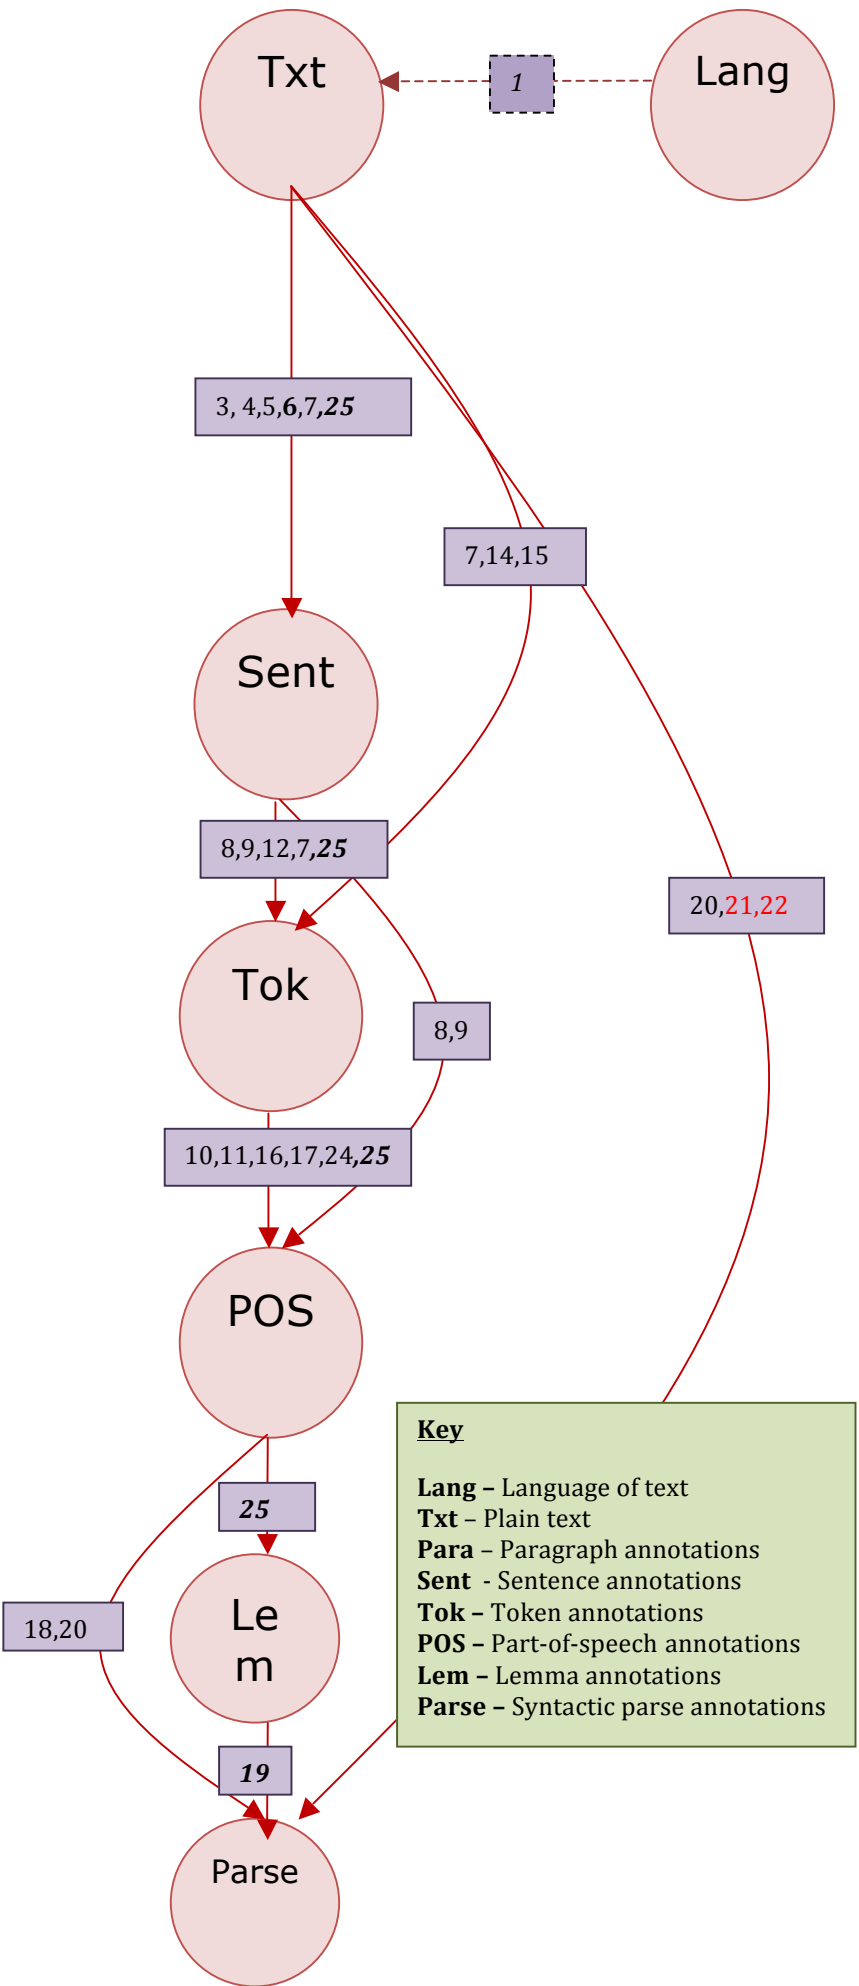 Txt
1
Lang
3, 4,5,6,7,25
7,14,15
Sent
8,9,12,7,25
20,21,22
Tok
8,9
10,11,16,17,24,25
POS
Key
Lang – Language of text
Txt – Plain text
Para – Paragraph annotations
Sent - Sentence annotations
Tok – Token annotations
POS – Part-of-speech annotations
Lem – Lemma annotations
Parse – Syntactic parse annotations
25
Le
m
18,20
19
Parse